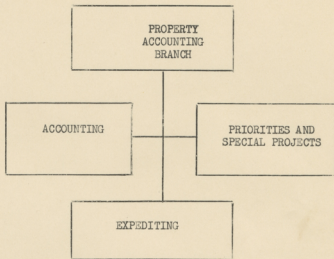 PROPERTY
ACCOUNTING
BRANCH
ACCOUNTING
PRIORITIES AND
SPECIAL PROJECTS
EXPEDITING